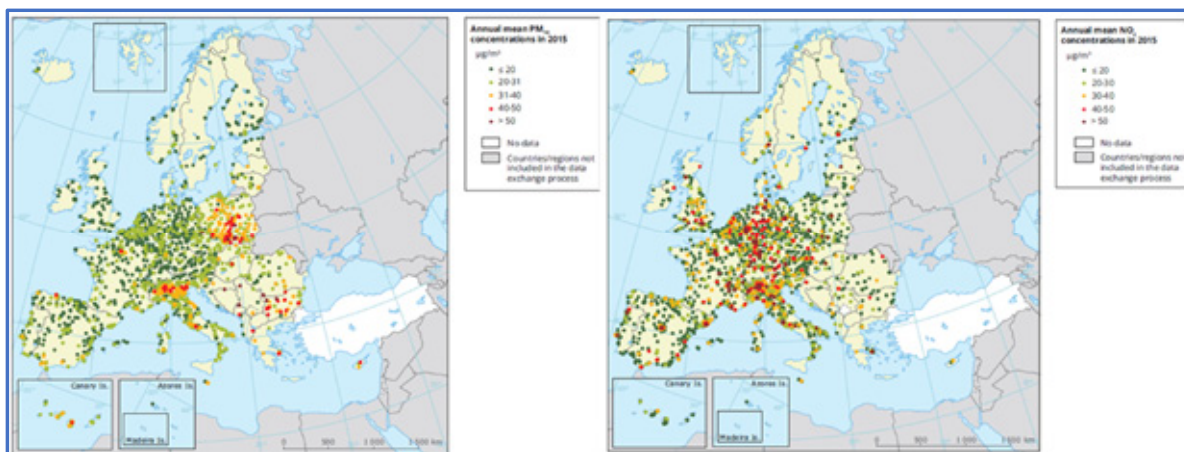 Annual mean PM₁₀
concentrations in 2015
µg/m³
≤ 20
20-31
31-40
40-50
> 50
No data
Countries/regions not
included in the data
exchange process
Canary Is.
Azores Is.
Madeira Is.
0 500 1 000 1 500 km
Annual mean NO₂
concentrations in 2015
µg/m³
≤ 20
20-30
30-40
40-50
> 50
No data
Countries/regions not
included in the data
exchange process
Canary Is.
Azores Is.
Madeira Is.
0 500 1 000 1 500 km